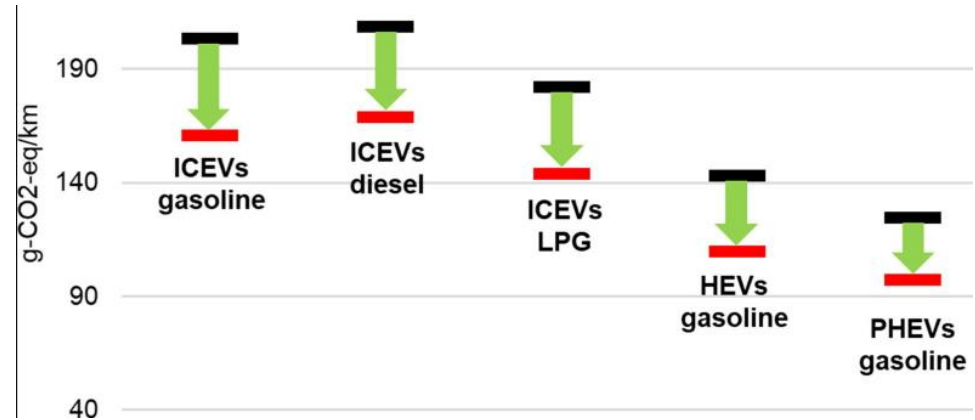 g-CO2-eq/km
190
140
90
40
ICEVs
gasoline
ICEVs
diesel
ICEVs
LPG
HEVs
gasoline
PHEVs
gasoline